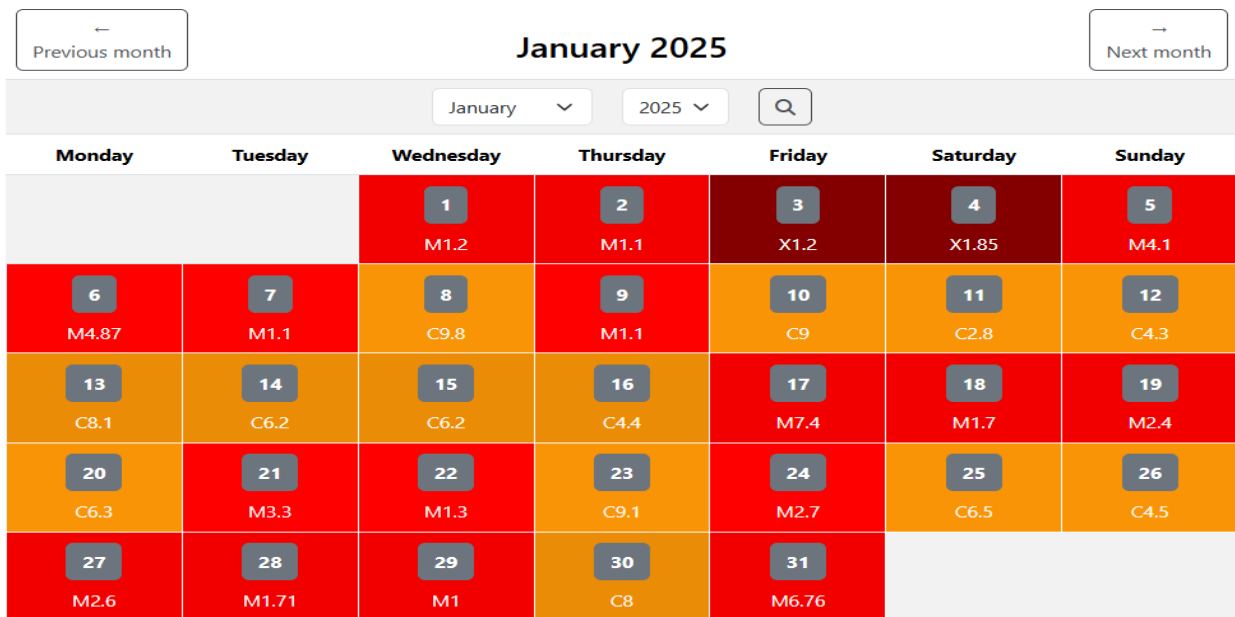 ←
Previous month
January 2025
→
Next month
January
2025
Monday Tuesday Wednesday Thursday Friday Saturday Sunday
1 2 3 4 5
M1.2 M1.1 X1.2 X1.85 M4.1
6 7 8 9 10 11 12
M4.87 M1.1 C9.8 M1.1 C9 C2.8 C4.3
13 14 15 16 17 18 19
C8.1 C6.2 C6.2 C4.4 M7.4 M1.7 M2.4
20 21 22 23 24 25 26
C6.3 M3.3 M1.3 C9.1 M2.7 C6.5 C4.5
27 28 29 30 31
M2.6 M1.71 M1 C8 M6.76